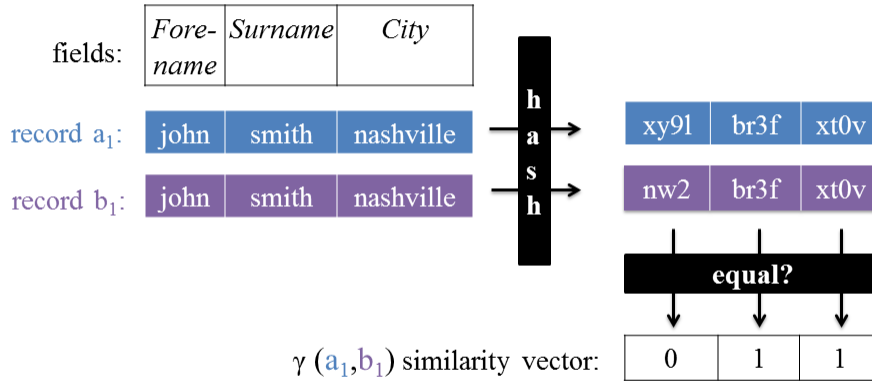 fields:
Fore-
name
Surname
City
record a₁:
john smith nashville
record b₁:
john smith nashville
hash
xy9l br3f xt0v
nw2 br3f xt0v
equal?
γ (a₁,b₁) similarity vector:
0 1 1